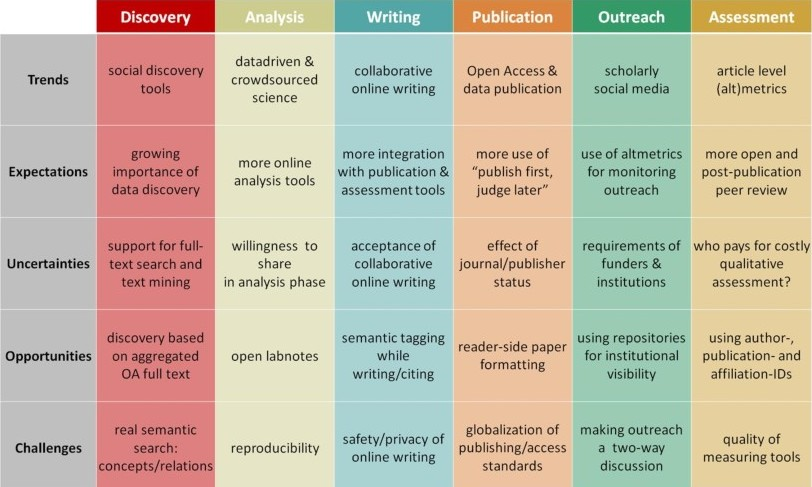 Discovery Analysis Writing Publication Outreach Assessment
Trends
social discovery
tools
datadriven &
crowdsourced
science
collaborative
online writing
Open Access &
data publication
scholarly
social media
article level
(alt)metrics
Expectations
growing
importance of
data discovery
more online
analysis tools
more integration
with publication &
assessment tools
more use of
“publish first,
judge later”
use of altmetrics
for monitoring
outreach
more open and
post-publication
peer review
Uncertainties
support for full-
text search and
text mining
willingness to
share
in analysis phase
acceptance of
collaborative
online writing
effect of
journal/publisher
status
requirements of
funders &
institutions
who pays for costly
qualitative
assessment?
Opportunities
discovery based
on aggregated
OA full text
open labnotes
semantic tagging
while
writing/citing
reader-side paper
formatting
using repositories
for institutional
visibility
using author-,
publication- and
affiliation-IDs
Challenges
real semantic
search:
concepts/relations
reproducibility
safety/privacy of
online writing
globalization of
publishing/access
standards
making outreach
a two-way
discussion
quality of
measuring tools